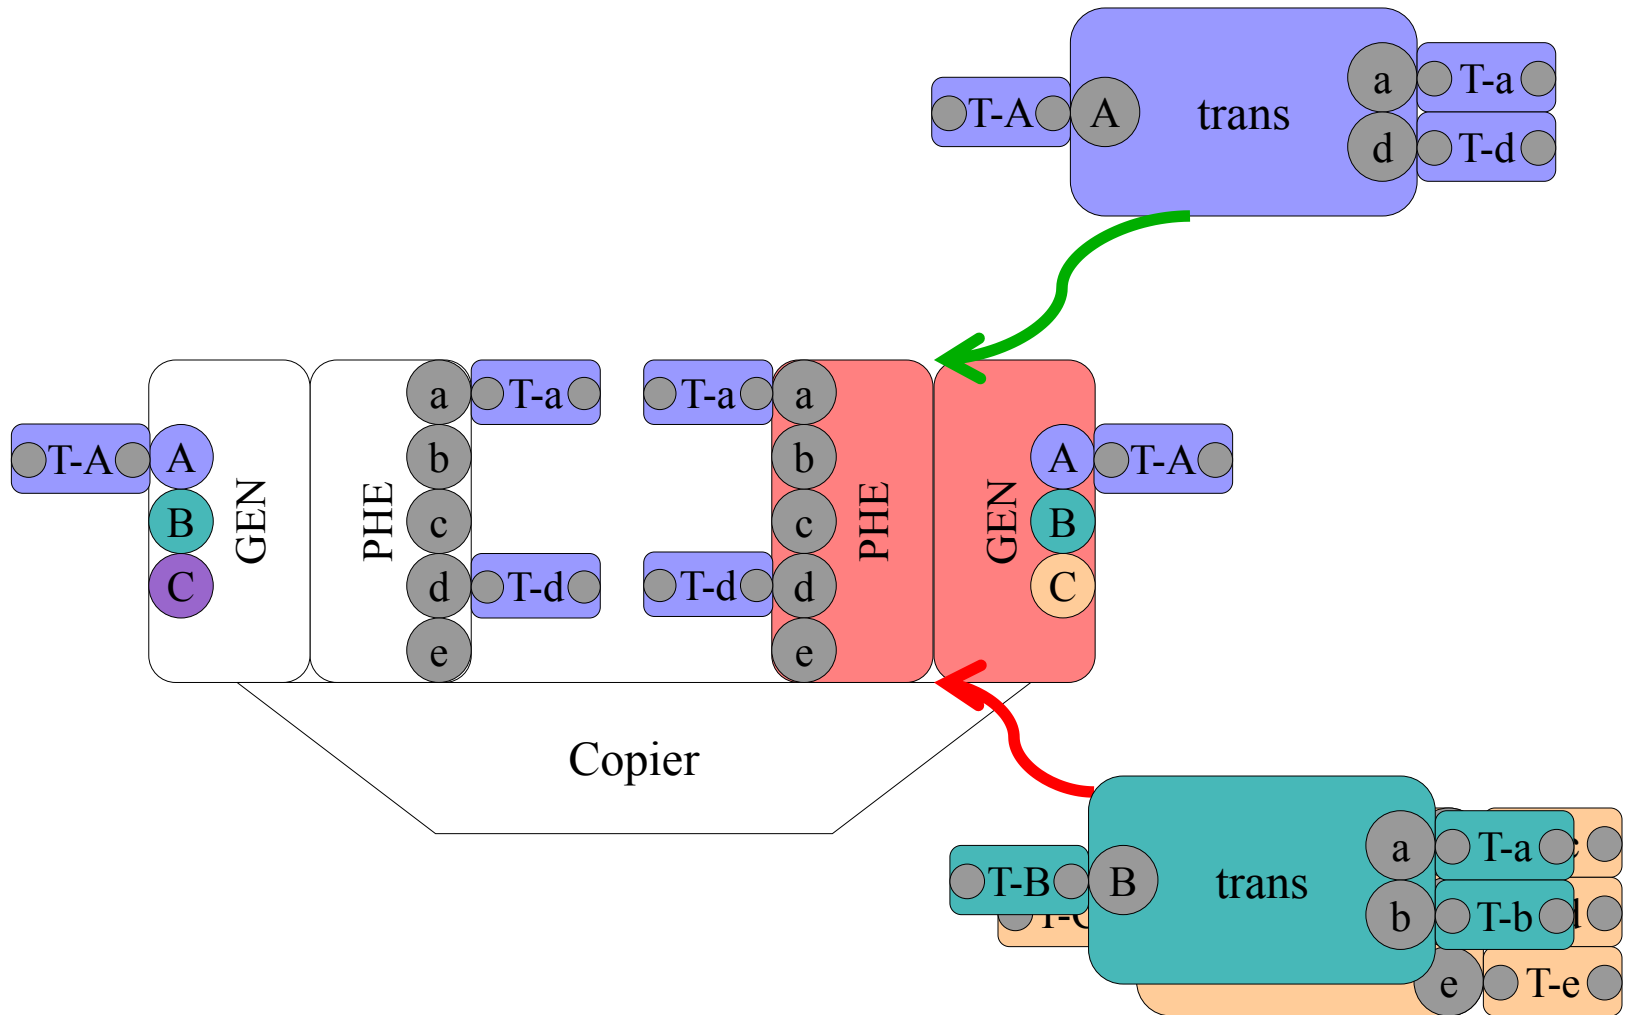 a T-a
T-A A trans
d T-d
a T-a T-a a
T-A A b b A T-A
GEN PHE PHE GEN
B c c B
C d T-d T-d d C
e e
Copier
a T-a
T-B B trans
b T-b
e T-e